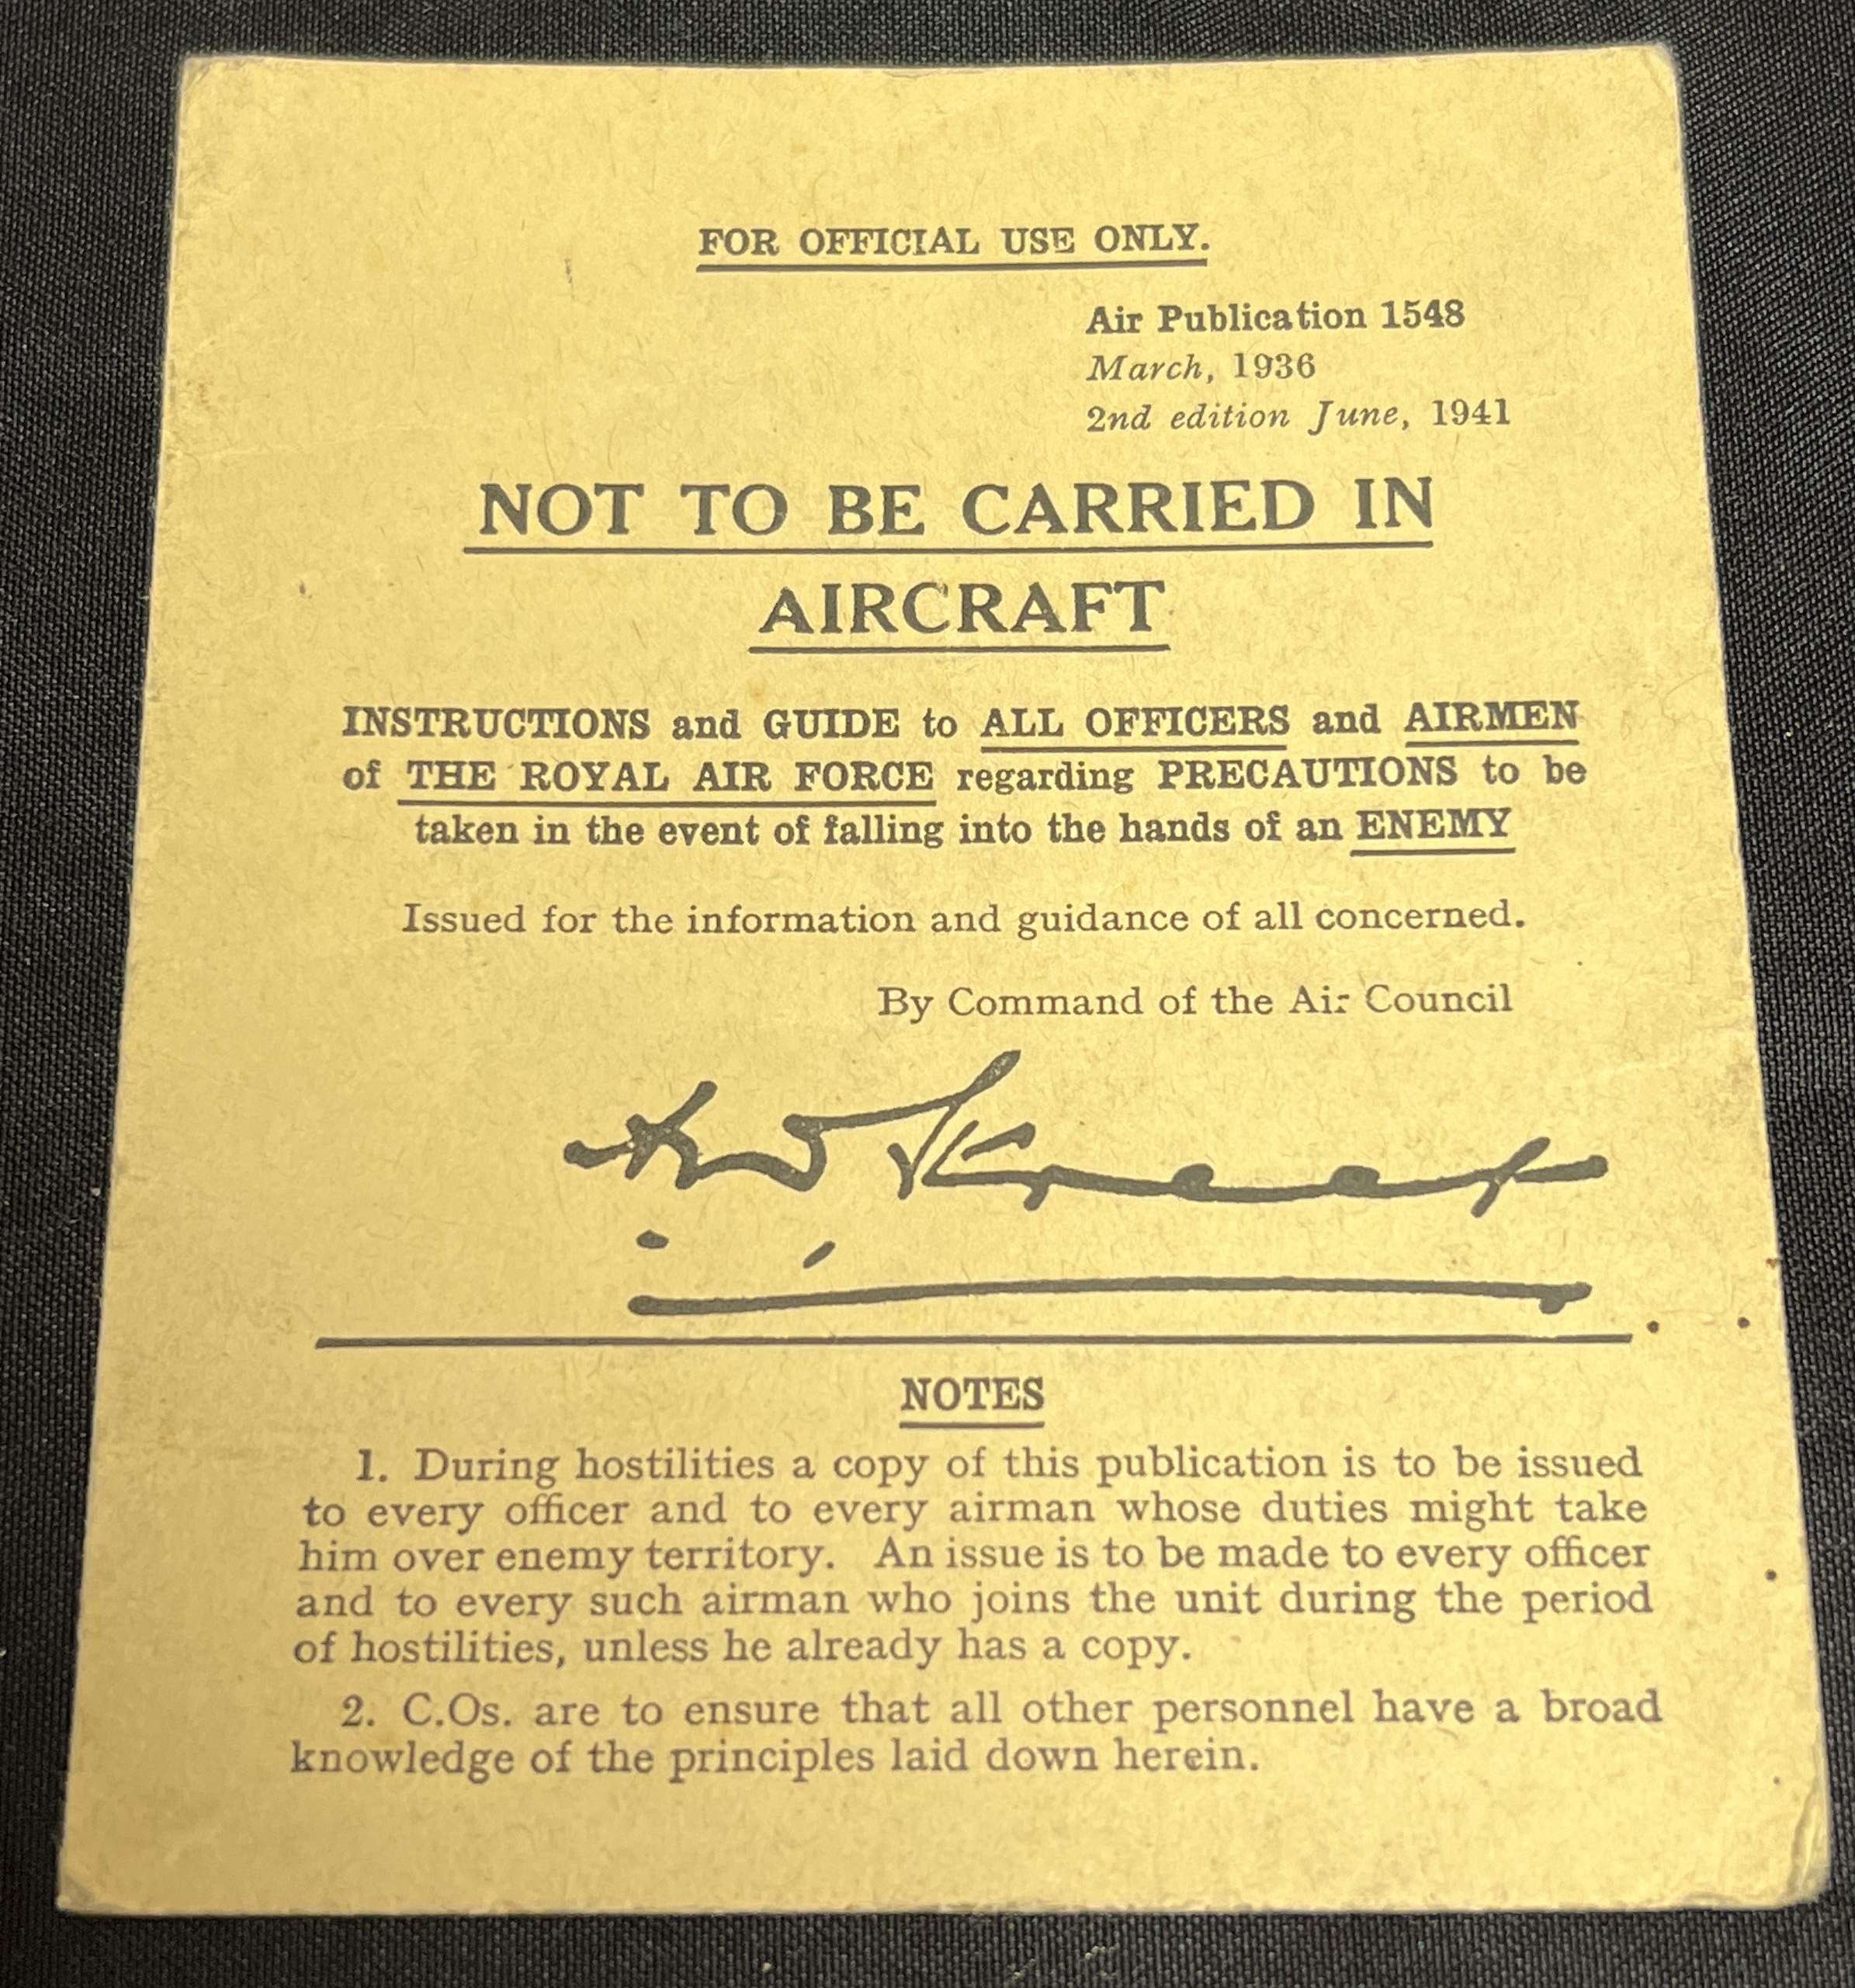 FOR OFFICIAL USE ONLY.
Air Publication 1548
March, 1936
2nd edition June, 1941
NOT TO BE CARRIED IN
AIRCRAFT
INSTRUCTIONS and GUIDE to ALL OFFICERS and AIRMEN
of THE ROYAL AIR FORCE regarding PRECAUTIONS to be
taken in the event of falling into the hands of an ENEMY
Issued for the information and guidance of all concerned.
By Command of the Air Council
NOTES
1. During hostilities a copy of this publication is to be issued
to every officer and to every airman whose duties might take
him over enemy territory. An issue is to be made to every officer
and to every such airman who joins the unit during the period
of hostilities, unless he already has a copy.
2. C.Os. are to ensure that all other personnel have a broad
knowledge of the principles laid down herein.